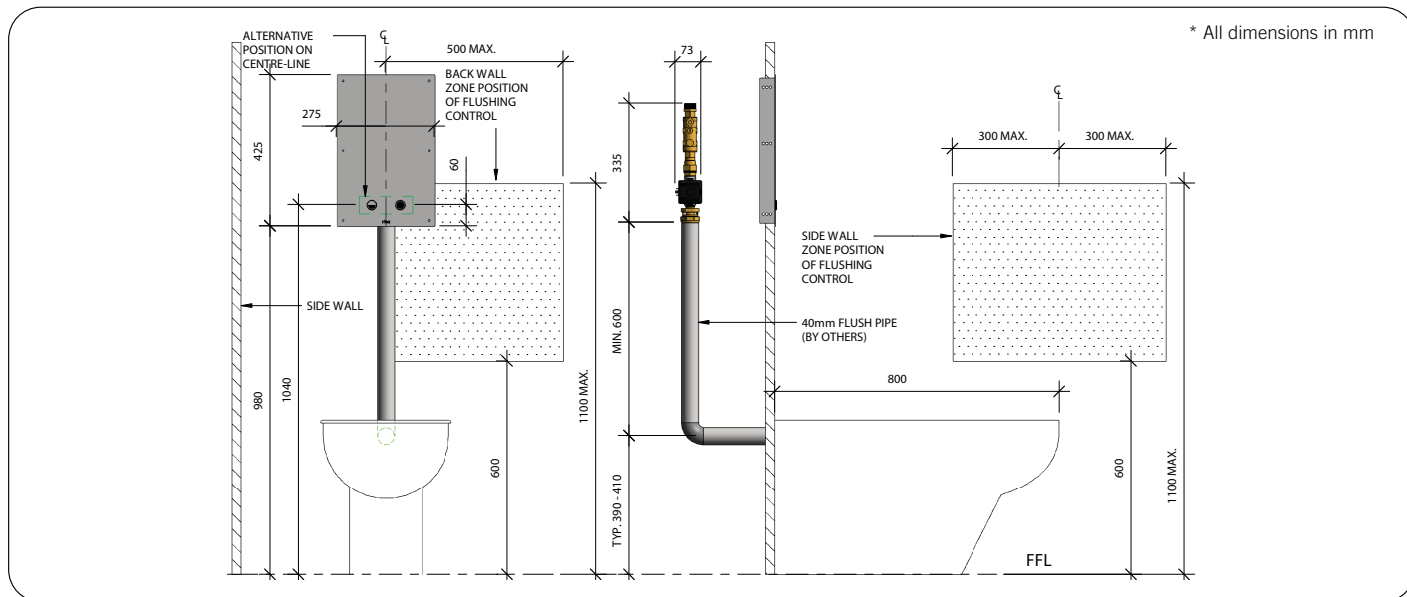 * All dimensions in mm
ALTERNATIVE
POSITION ON
CENTRE-LINE
℄
500 MAX.
BACK WALL
ZONE POSITION
OF FLUSHING
CONTROL
275
425
60
SIDE WALL
980
1040
600
1100 MAX.
73
335
MIN. 600
TYP. 390 - 410
40mm FLUSH PIPE
(BY OTHERS)
℄
300 MAX.
300 MAX.
SIDE WALL
ZONE POSITION
OF FLUSHING
CONTROL
800
600
1100 MAX.
FFL